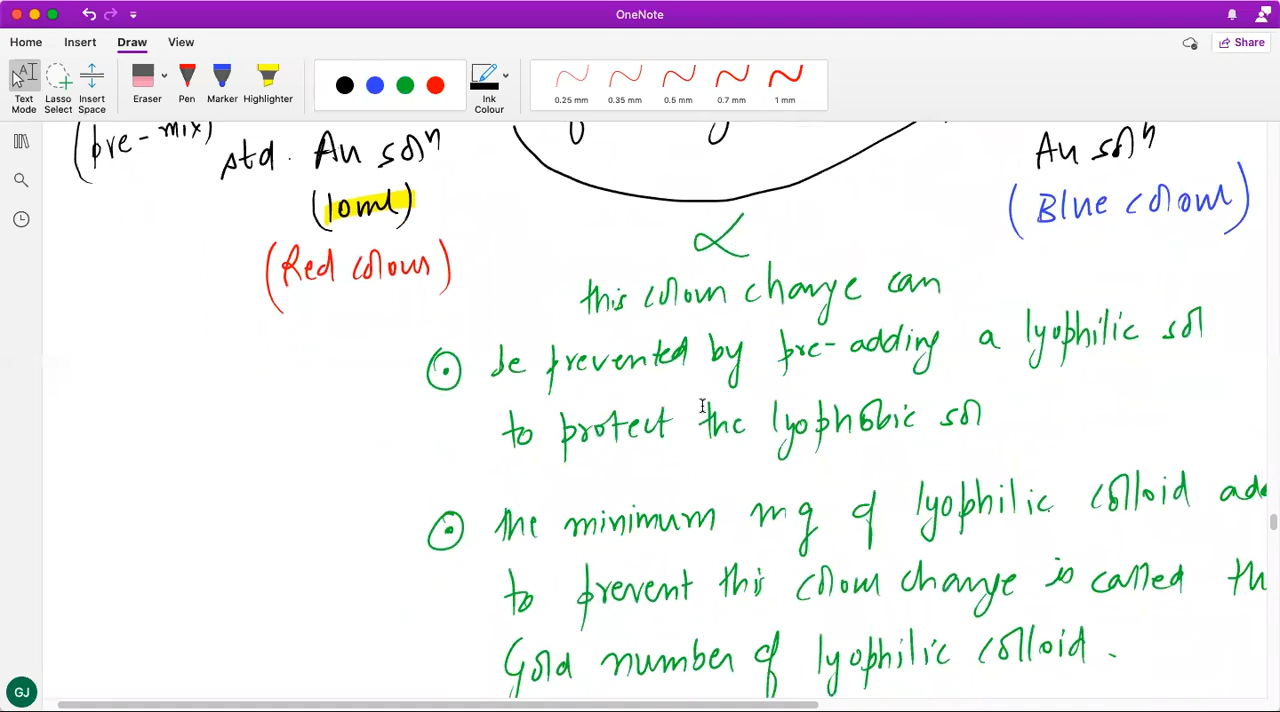 OneNote
Home Insert Draw View
Share
Text Mode
Lasso Select
Insert Space
Eraser
Pen
Marker
Highlighter
Ink Colour
0.25 mm 0.35 mm 0.5 mm 0.7 mm 1 mm
(pre-mix) std. Au solⁿ
(10ml)
(Red colour)
Au solⁿ
(Blue colour)
this colour change can
be prevented by pre-adding a lyophilic sol
to protect the lyophobic sol
the minimum mg of lyophilic colloid
to prevent this colour change is called
Gold number of lyophilic colloid.
GJ